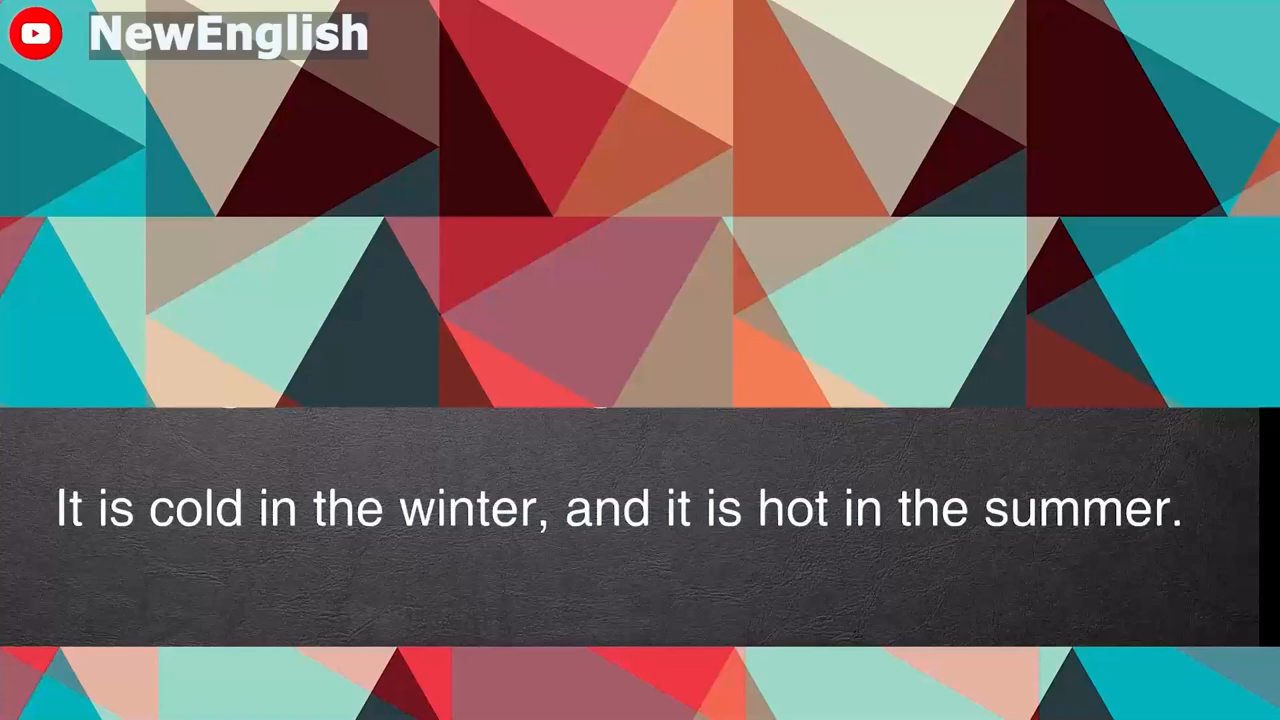 NewEnglish
It is cold in the winter, and it is hot in the summer.